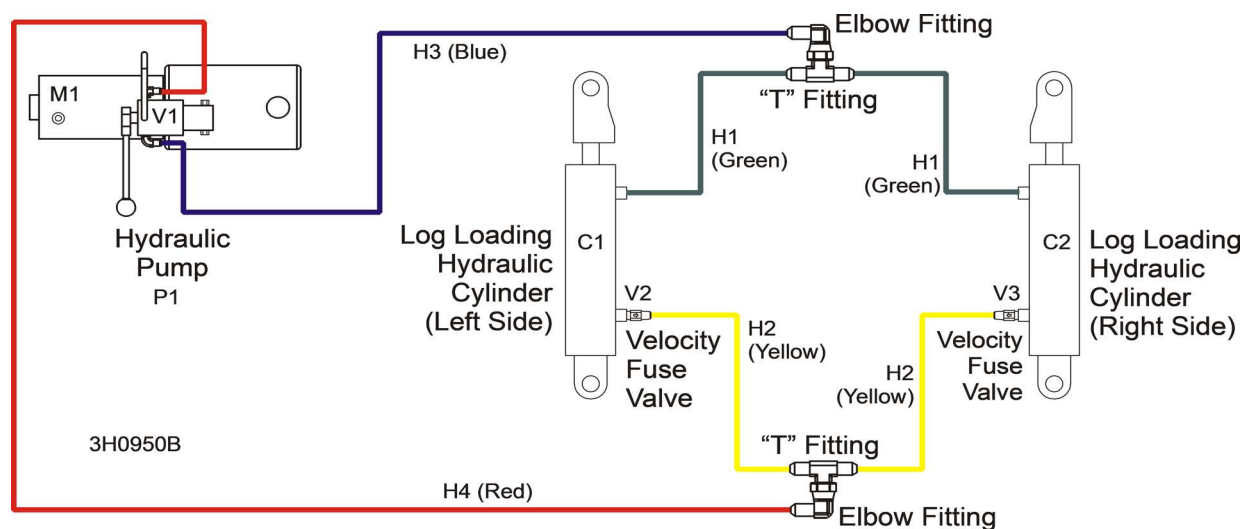 Elbow Fitting
H3 (Blue)
M1
V1
“T” Fitting
H1
(Green)
H1
(Green)
Hydraulic
Pump
P1
Log Loading
Hydraulic
Cylinder
(Left Side)
C1
C2
Log Loading
Hydraulic
Cylinder
(Right Side)
V2
V3
Velocity
Fuse
Valve
H2
(Yellow)
Velocity
Fuse
Valve
H2
(Yellow)
3H0950B
“T” Fitting
H4 (Red)
Elbow Fitting